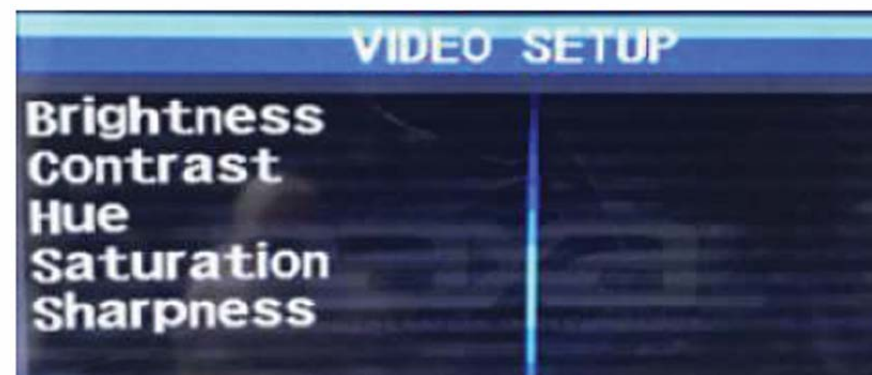 VIDEO SETUP
Brightness
Contrast
Hue
Saturation
Sharpness